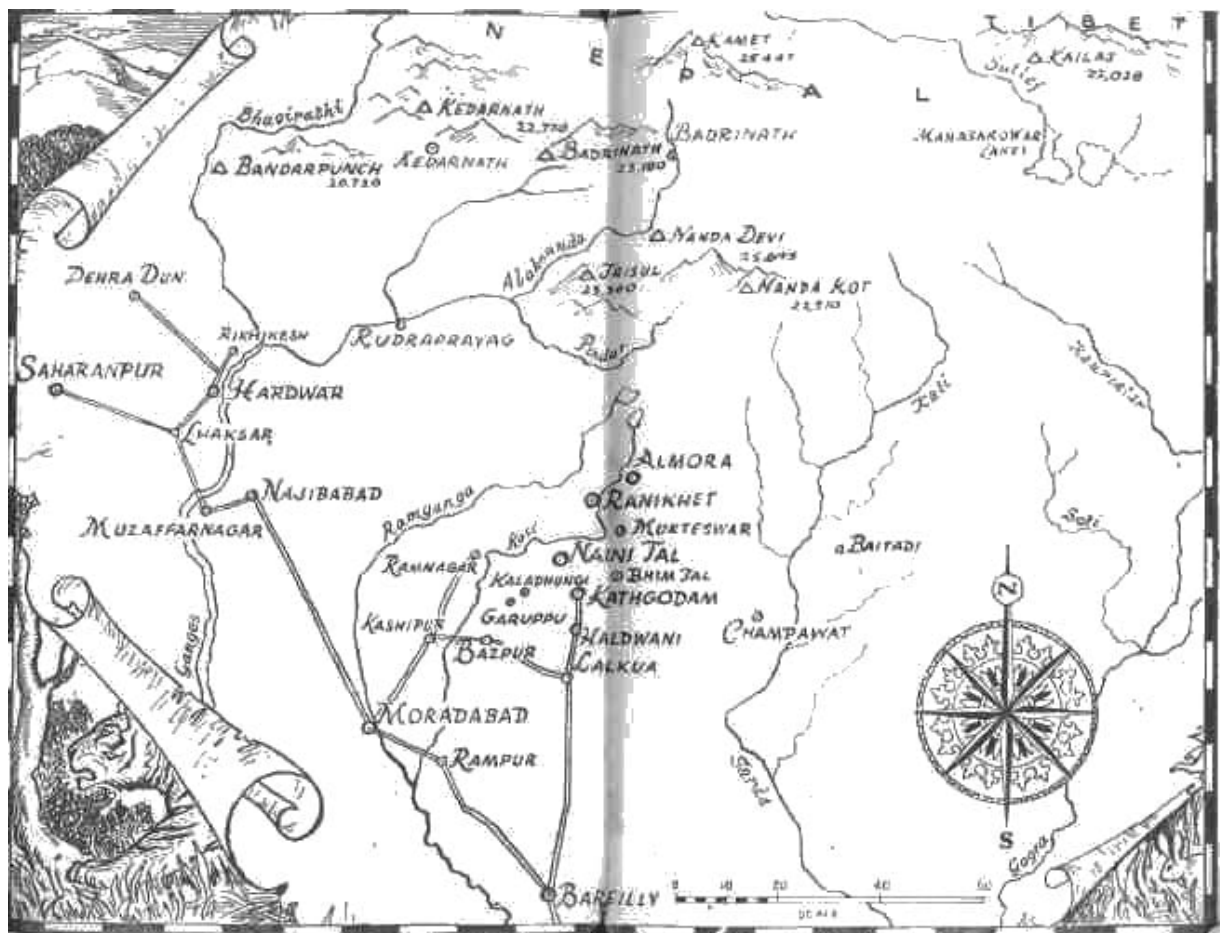 NEPAL
TIBET
KAMET
25447
KAILAS
22,028
Sutlej
Bhagirathi
KEDARNATH
22,770
BADRINATH
MANASAROWAR
LAKES
KEDARNATH
BADRINATH
23,190
BANDARPUNCH
20,720
Alaknanda
NANDA DEVI
25,645
DEHRA DUN
TRISUL
23,360
NANDA KOT
22,510
RIKHIKESH
RUDRAPRAYAG
Pindar
SAHARANPUR
HARDWAR
Kali
LHAKSAR
ALMORA
NAJIBABAD
RANIKHET
MUZAFFARNAGAR
Ramganga
Kosi
MUKTESWAR
NAINI TAL
BAITADI
RAMNAGAR
BHIM TAL
KALADHUNGI
KATHGODAM
GARUPPU
N
KASHIPUR
HALDWANI
CHAMPAWAT
BAZPUR
LALKUA
Ganges
MORADABAD
RAMPUR
Sarda
S
Gogra
BAREILLY
0 10 20 40 60
SCALE